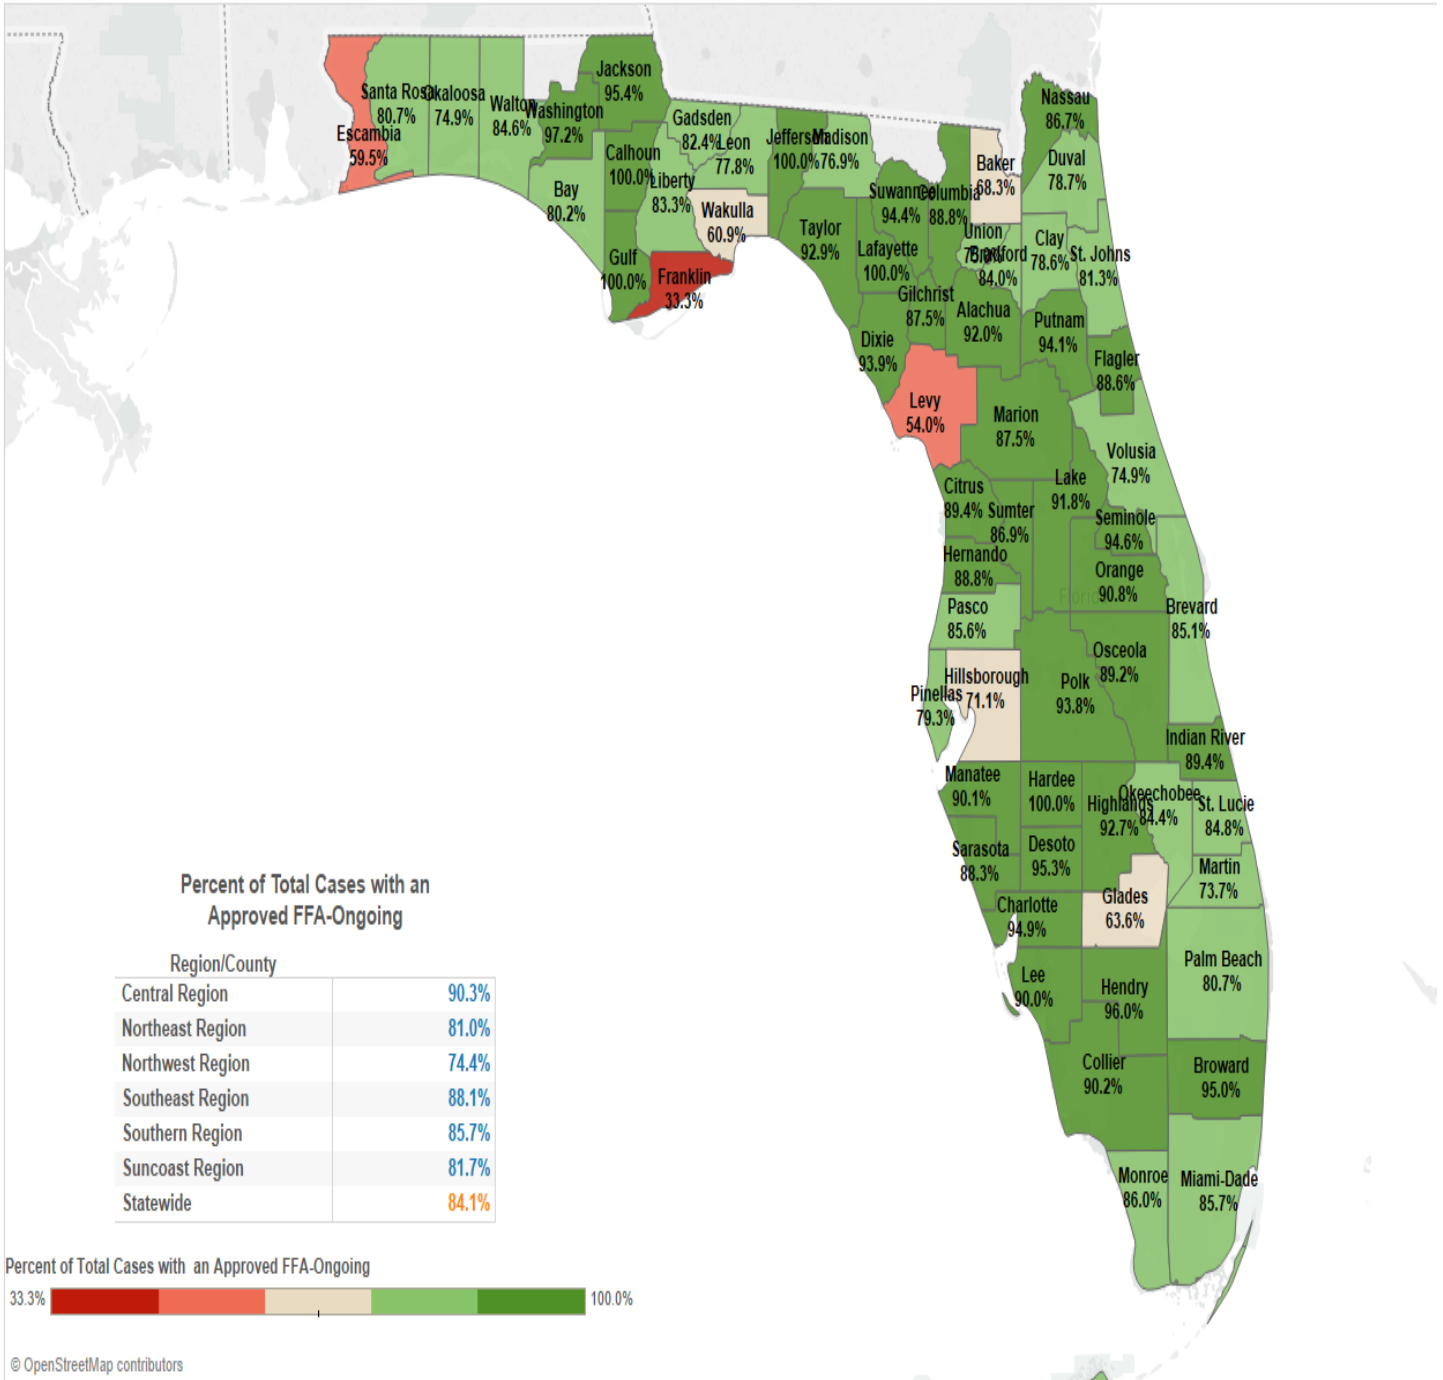 Jackson
95.4%
Nassau
86.7%
Santa Rosa
80.7%
Okaloosa
74.9%
Walton
84.6%
Washington
97.2%
Escambia
59.5%
Gadsden
82.4%
Leon
77.8%
Jefferson
100.0%
Madison
76.9%
Baker
68.3%
Duval
78.7%
Calhoun
100.0%
Liberty
83.3%
Bay
80.2%
Wakulla
60.9%
Suwannee
94.4%
Columbia
88.8%
Taylor
92.9%
Lafayette
100.0%
Union
Bradford
84.0%
Clay
78.6%
St. Johns
81.3%
Gulf
100.0%
Franklin
33.3%
Gilchrist
87.5%
Alachua
92.0%
Putnam
94.1%
Dixie
93.9%
Flagler
88.6%
Levy
54.0%
Marion
87.5%
Volusia
74.9%
Citrus
89.4%
Sumter
86.9%
Lake
91.8%
Seminole
94.6%
Hernando
88.8%
Orange
90.8%
Florida
Pasco
85.6%
Brevard
85.1%
Osceola
89.2%
Hillsborough
71.1%
Pinellas
79.3%
Polk
93.8%
Indian River
89.4%
Manatee
90.1%
Hardee
100.0%
Highlands
92.7%
Okeechobee
84.4%
St. Lucie
84.8%
Sarasota
88.3%
Desoto
95.3%
Martin
73.7%
Charlotte
94.9%
Glades
63.6%
Lee
90.0%
Hendry
96.0%
Palm Beach
80.7%
Collier
90.2%
Broward
95.0%
Monroe
86.0%
Miami-Dade
85.7%
Percent of Total Cases with an
Approved FFA-Ongoing
Region/County
Central Region 90.3%
Northeast Region 81.0%
Northwest Region 74.4%
Southeast Region 88.1%
Southern Region 85.7%
Suncoast Region 81.7%
Statewide 84.1%
Percent of Total Cases with an Approved FFA-Ongoing
33.3% 100.0%
© OpenStreetMap contributors